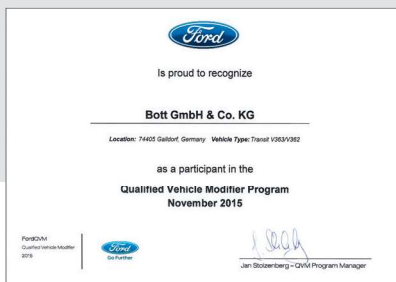 Ford
Is proud to recognize
Bott GmbH & Co. KG
Location: 74405 Gaildorf, Germany Vehicle Type: Transit V363/V362
as a participant in the
Qualified Vehicle Modifier Program
November 2015
FordQVM
Qualified Vehicle Modifier
2015
Ford
Go Further
Jan Stolzenberg – QVM Program Manager